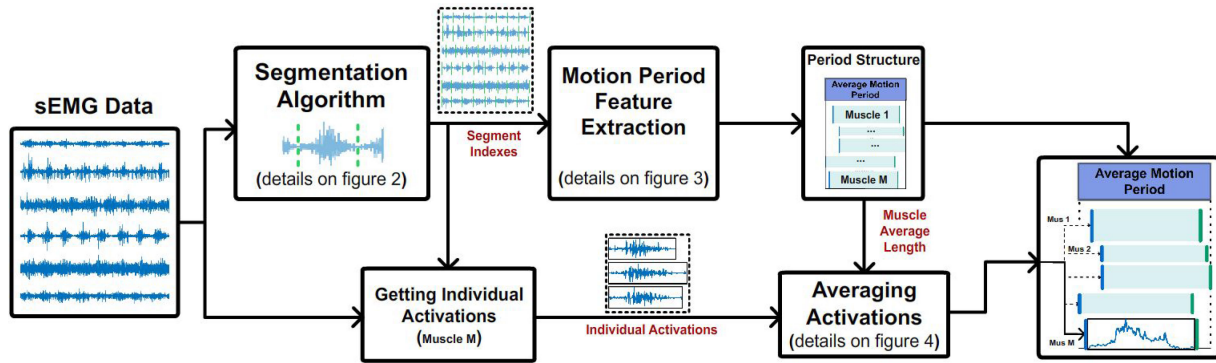 sEMG Data
Segmentation
Algorithm
(details on figure 2)
Segment
Indexes
Motion Period
Feature
Extraction
(details on figure 3)
Period Structure
Average Motion
Period
Muscle 1
...
...
...
Muscle M
Muscle
Average
Length
Getting Individual
Activations
(Muscle M)
Individual Activations
Averaging
Activations
(details on figure 4)
Average Motion
Period
Mus 1
Mus 2
Mus M